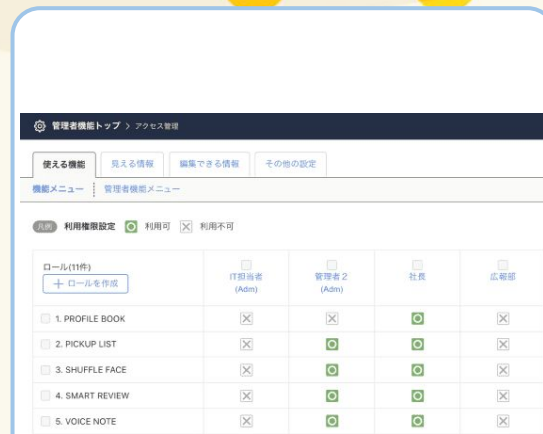 管理者機能トップ > アクセス管理
使える機能 見える情報 編集できる情報 その他の設定
機能メニュー 管理者機能メニュー
凡例 利用権限設定 利用可 利用不可
ロール(11件)
+ ロールを作成
IT担当者
(Adm)
管理者2
(Adm)
社長
広報部
1. PROFILE BOOK
2. PICKUP LIST
3. SHUFFLE FACE
4. SMART REVIEW
5. VOICE NOTE